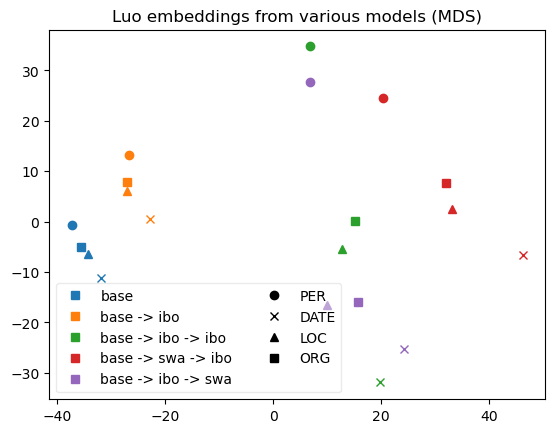 Luo embeddings from various models (MDS)
30
20
10
0
−10
−20
−30
base
base -> ibo
base -> ibo -> ibo
base -> swa -> ibo
base -> ibo -> swa
PER
DATE
LOC
ORG
−40 −20 0 20 40